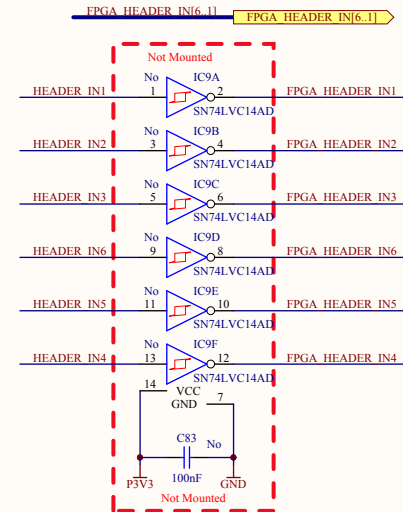 FPGA_HEADER_IN[6..1] FPGA_HEADER_IN[6..1]
Not Mounted
No IC9A
HEADER_IN1 1 2 FPGA_HEADER_IN1
SN74LVC14AD
No IC9B
HEADER_IN2 3 4 FPGA_HEADER_IN2
SN74LVC14AD
No IC9C
HEADER_IN3 5 6 FPGA_HEADER_IN3
SN74LVC14AD
No IC9D
HEADER_IN6 9 8 FPGA_HEADER_IN6
SN74LVC14AD
No IC9E
HEADER_IN5 11 10 FPGA_HEADER_IN5
SN74LVC14AD
No IC9F
HEADER_IN4 13 12 FPGA_HEADER_IN4
SN74LVC14AD
14 VCC
GND 7
C83 No
100nF
P3V3 GND
Not Mounted